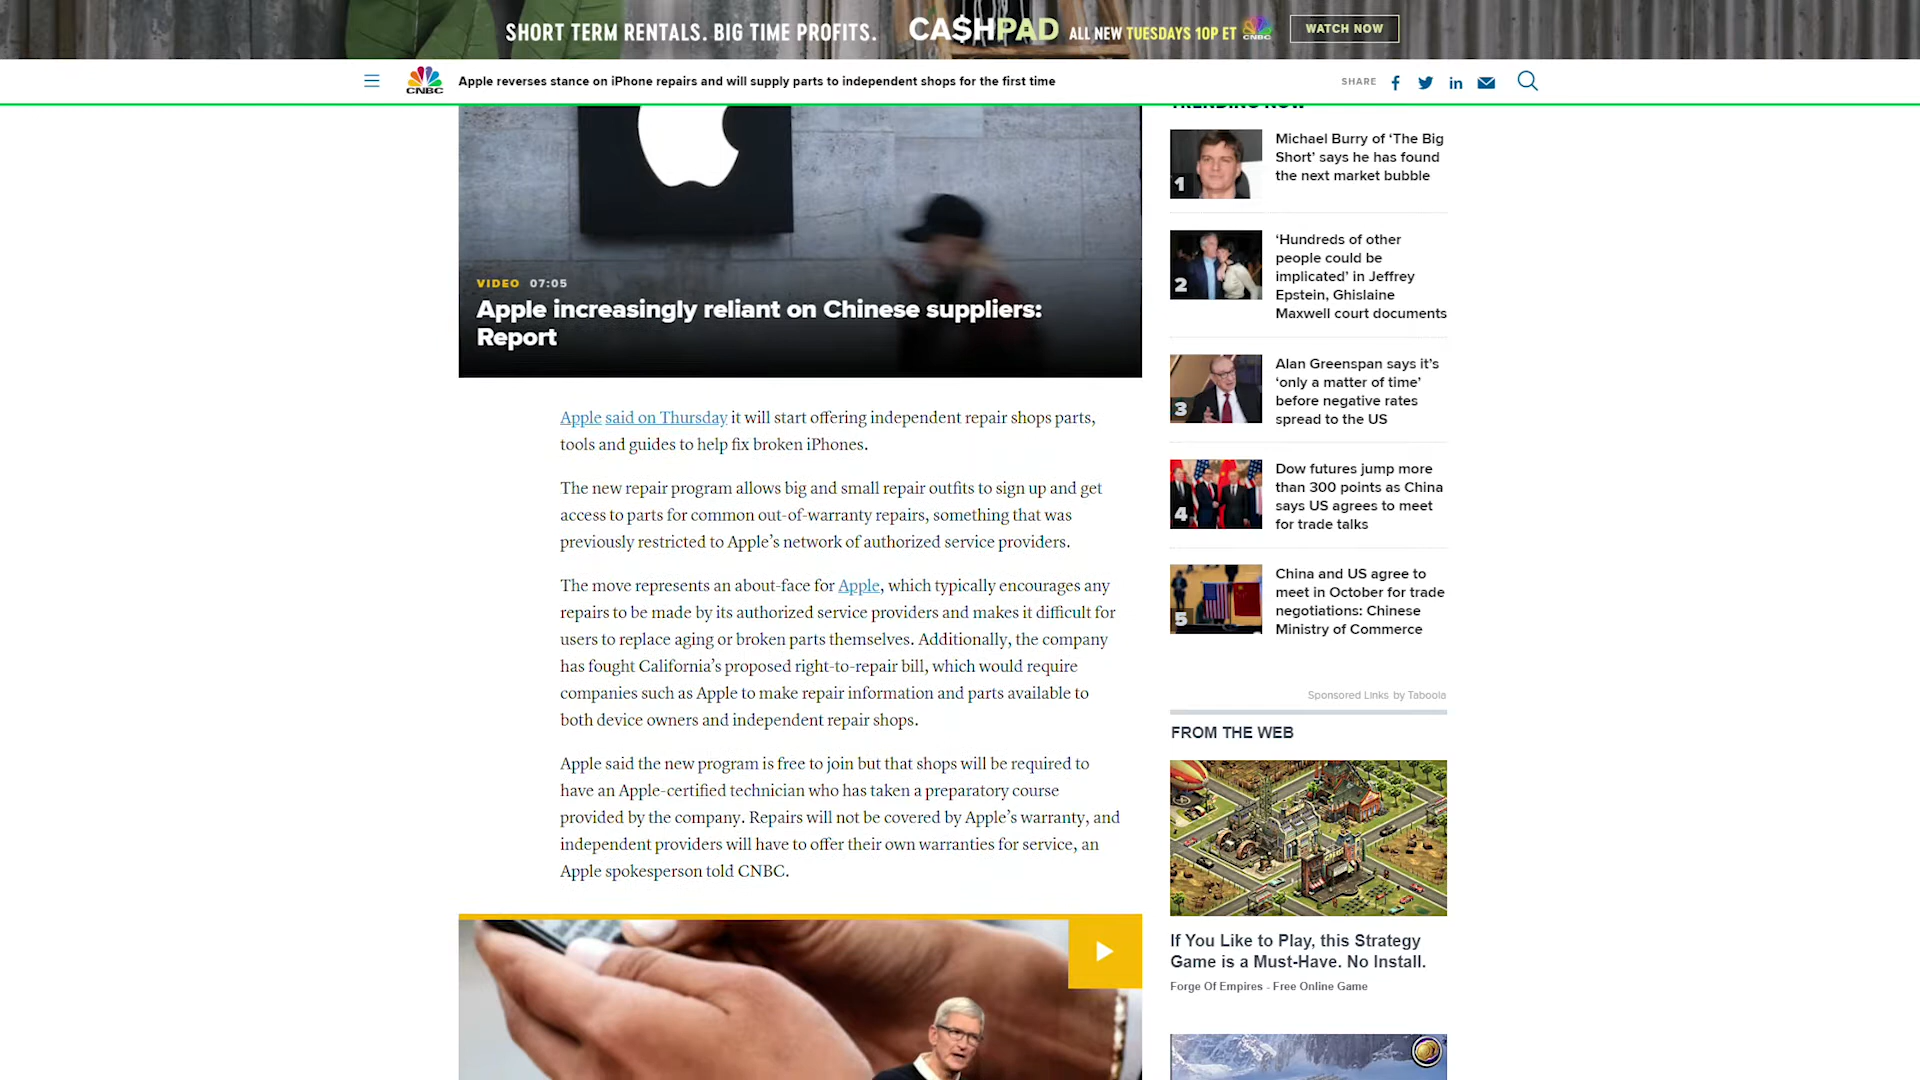 SHORT TERM RENTALS. BIG TIME PROFITS.
CA$HPAD
ALL NEW TUESDAYS 10P ET
CNBC
WATCH NOW
CNBC
Apple reverses stance on iPhone repairs and will supply parts to independent shops for the first time
SHARE
VIDEO 07:05
Apple increasingly reliant on Chinese suppliers:
Report
Apple said on Thursday it will start offering independent repair shops parts,
tools and guides to help fix broken iPhones.
The new repair program allows big and small repair outfits to sign up and get
access to parts for common out-of-warranty repairs, something that was
previously restricted to Apple’s network of authorized service providers.
The move represents an about-face for Apple, which typically encourages any
repairs to be made by its authorized service providers and makes it difficult for
users to replace aging or broken parts themselves. Additionally, the company
has fought California’s proposed right-to-repair bill, which would require
companies such as Apple to make repair information and parts available to
both device owners and independent repair shops.
Apple said the new program is free to join but that shops will be required to
have an Apple-certified technician who has taken a preparatory course
provided by the company. Repairs will not be covered by Apple’s warranty, and
independent providers will have to offer their own warranties for service, an
Apple spokesperson told CNBC.
TRENDING NOW
1
Michael Burry of ‘The Big
Short’ says he has found
the next market bubble
2
‘Hundreds of other
people could be
implicated’ in Jeffrey
Epstein, Ghislaine
Maxwell court documents
3
Alan Greenspan says it’s
‘only a matter of time’
before negative rates
spread to the US
4
Dow futures jump more
than 300 points as China
says US agrees to meet
for trade talks
5
China and US agree to
meet in October for trade
negotiations: Chinese
Ministry of Commerce
Sponsored Links by Taboola
FROM THE WEB
If You Like to Play, this Strategy
Game is a Must-Have. No Install.
Forge Of Empires - Free Online Game